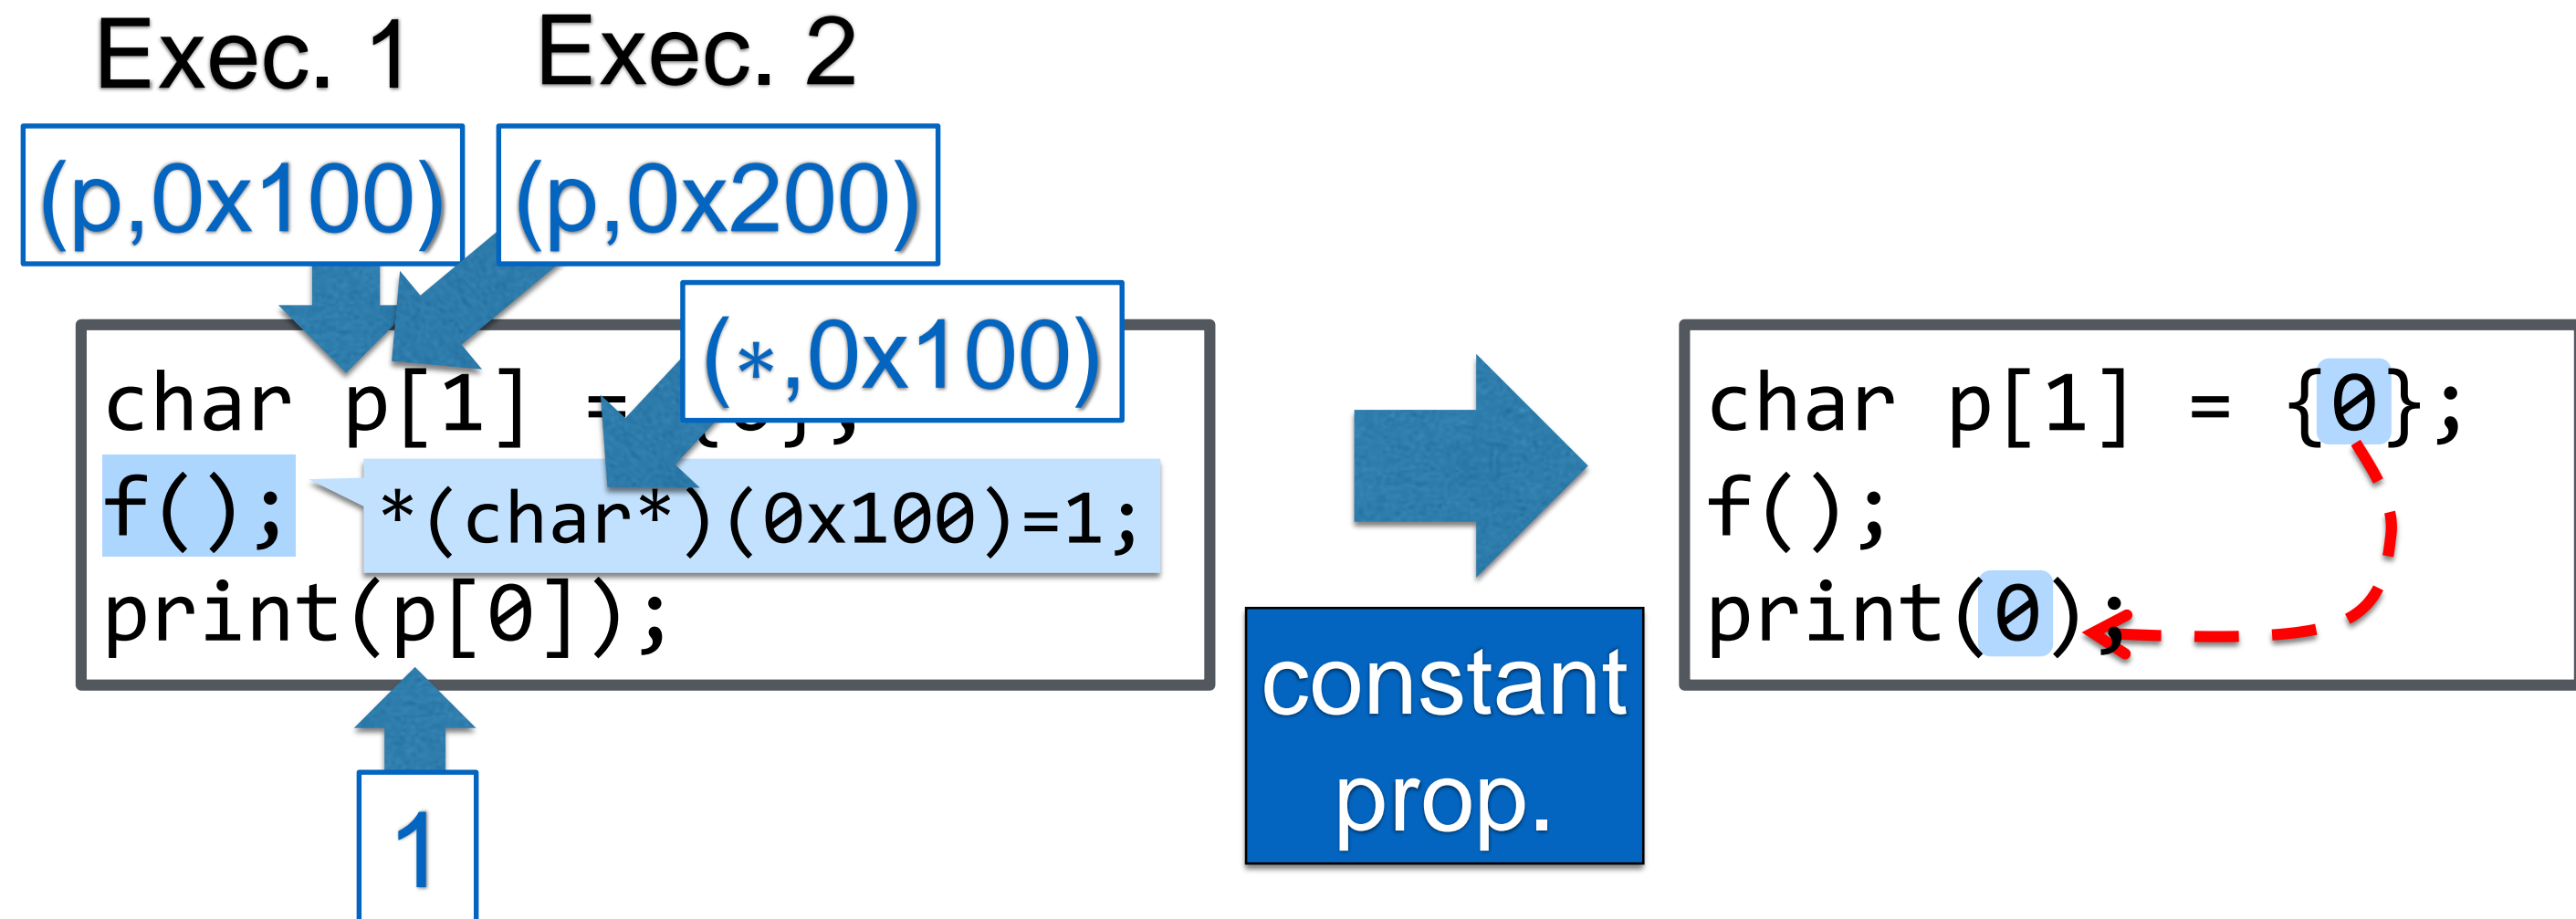 Exec. 1 Exec. 2
(p,0x100) (p,0x200)
(*,0x100)
char p[1] =
f(); *(char*)(0x100)=1;
print(p[0]);
1
constant
prop.
char p[1] = {0};
f();
print(0);